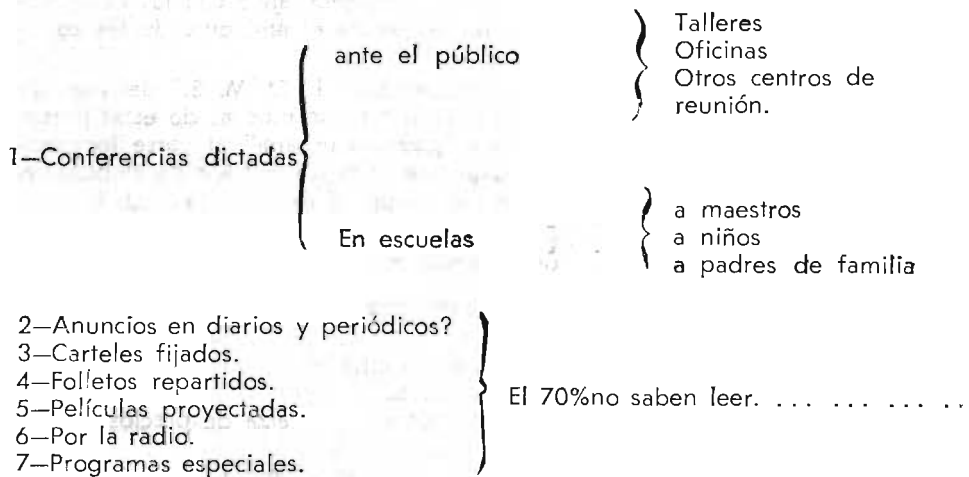 Talleres
ante el público Oficinas
Otros centros de
reunión.
1—Conferencias dictadas
a maestros
En escuelas a niños
a padres de familia
2—Anuncios en diarios y periódicos?
3—Carteles fijados.
4—Folletos repartidos.
5—Películas proyectadas. El 70%no saben leer. . . . . . . . . . . . .
6—Por la radio.
7—Programas especiales.